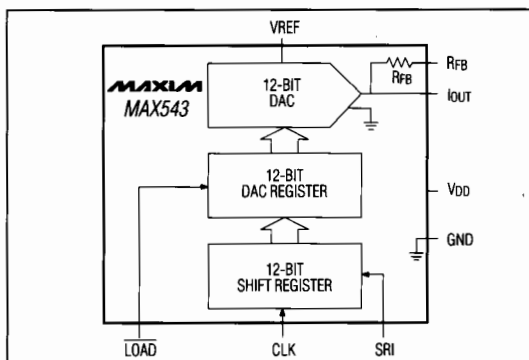 VREF
MAXIM
MAX543
12-BIT
DAC
RFB
RFB
IOUT
12-BIT
DAC REGISTER
VDD
GND
12-BIT
SHIFT REGISTER
LOAD
CLK
SRI